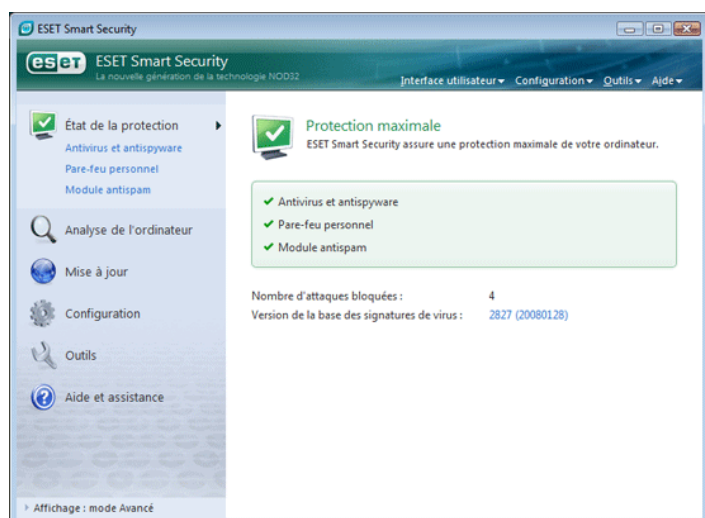 ESET Smart Security
eset ESET Smart Security
La nouvelle génération de la technologie NOD32
Interface utilisateur Configuration Outils Aide
État de la protection
Antivirus et antispyware
Pare-feu personnel
Module antispam
Analyse de l'ordinateur
Mise à jour
Configuration
Outils
Aide et assistance
Affichage : mode Avancé
Protection maximale
ESET Smart Security assure une protection maximale de votre ordinateur.
Antivirus et antispyware
Pare-feu personnel
Module antispam
Nombre d'attaques bloquées : 4
Version de la base des signatures de virus : 2827 (20080128)